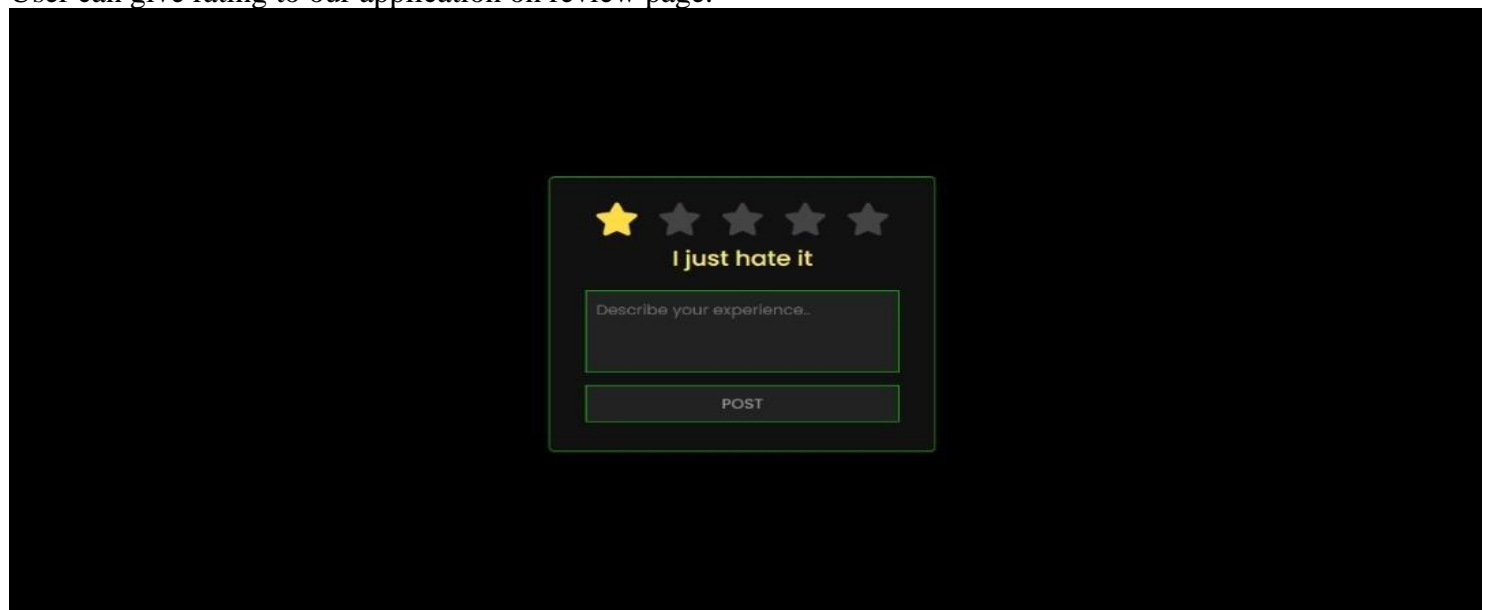 User can give rating to our application on review page.
I just hate it
Describe your experience..
POST